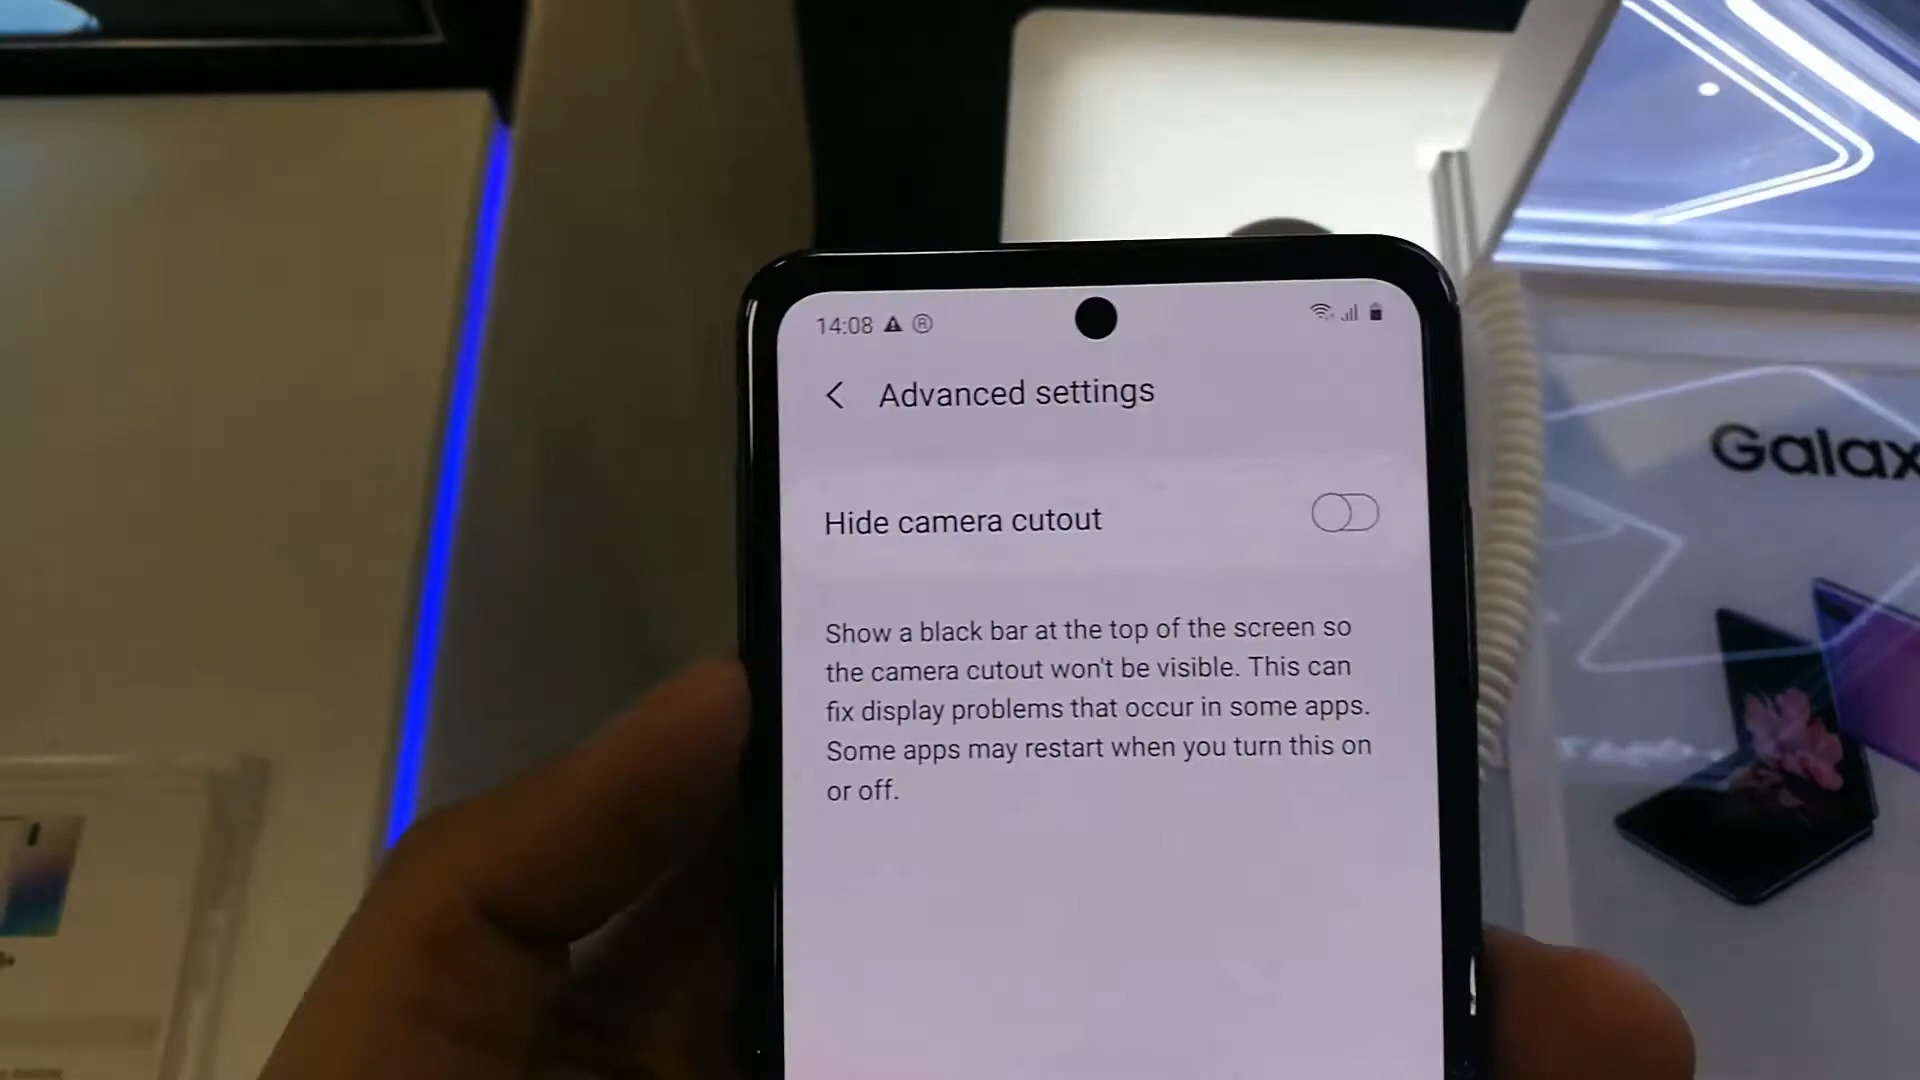 14:08
Advanced settings
Hide camera cutout
Show a black bar at the top of the screen so
the camera cutout won't be visible. This can
fix display problems that occur in some apps.
Some apps may restart when you turn this on
or off.
Galax